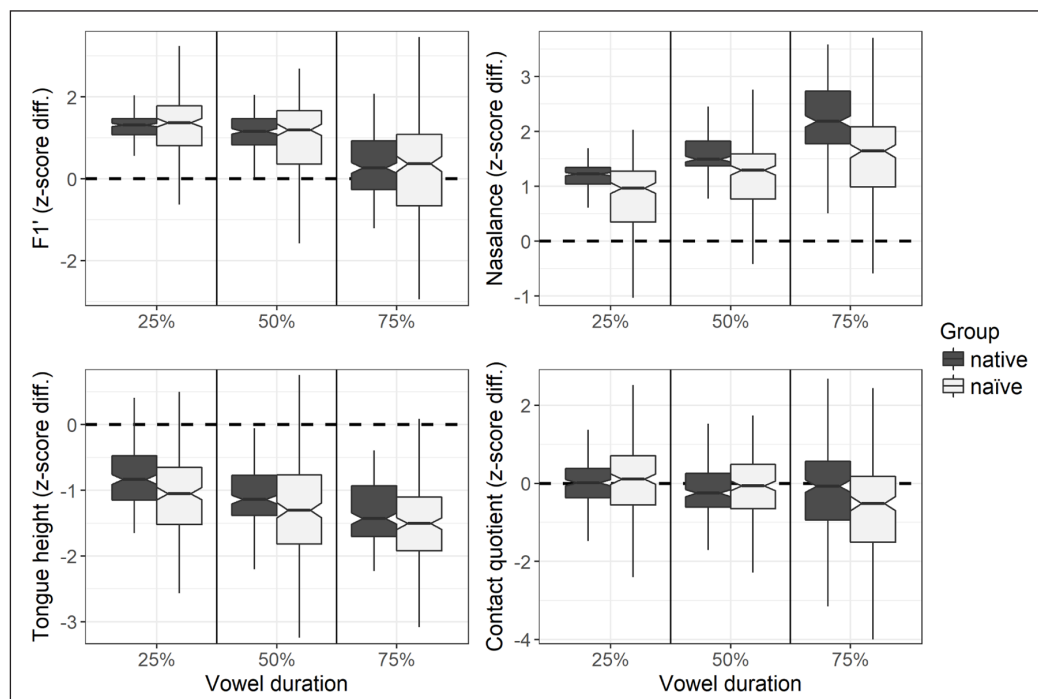 F1' (z-score diff.)
2
0
-2
25% 50% 75%
Nasalance (z-score diff.)
3
2
1
0
-1
25% 50% 75%
Tongue height (z-score diff.)
0
-1
-2
-3
25% 50% 75%
Vowel duration
Contact quotient (z-score diff.)
2
0
-2
-4
25% 50% 75%
Vowel duration
Group
native
naïve